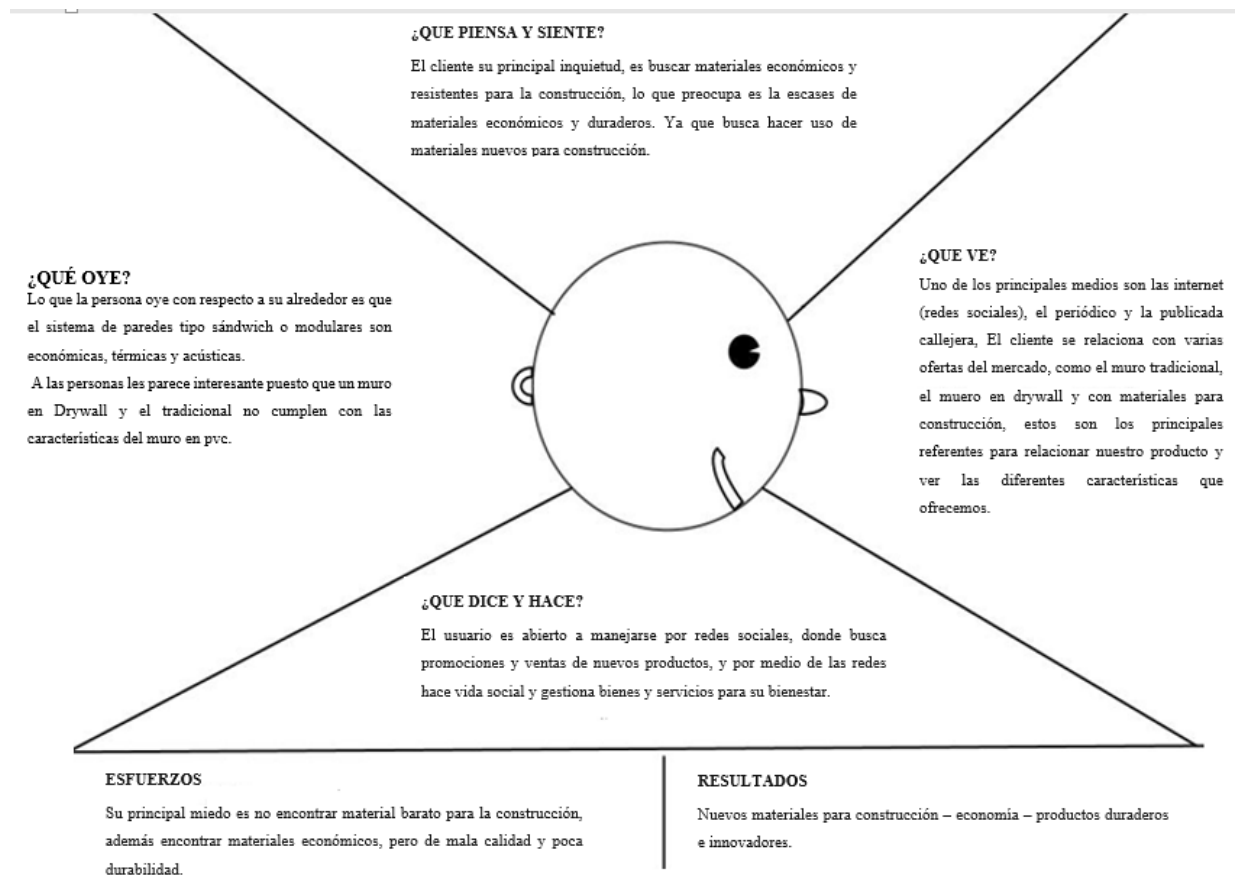 ¿QUE PIENSA Y SIENTE?
El cliente su principal inquietud, es buscar materiales económicos y
resistentes para la construcción, lo que preocupa es la escases de
materiales económicos y duraderos. Ya que busca hacer uso de
materiales nuevos para construcción.
¿QUÉ OYE?
Lo que la persona oye con respecto a su alrededor es que
el sistema de paredes tipo sándwich o modulares son
económicas, térmicas y acústicas.
A las personas les parece interesante puesto que un muro
en Drywall y el tradicional no cumplen con las
características del muro en pvc.
¿QUE VE?
Uno de los principales medios son las internet
(redes sociales), el periódico y la publicada
callejera, El cliente se relaciona con varias
ofertas del mercado, como el muro tradicional,
el muero en drywall y con materiales para
construcción, estos son los principales
referentes para relacionar nuestro producto y
ver las diferentes características que
ofrecemos.
¿QUE DICE Y HACE?
El usuario es abierto a manejarse por redes sociales, donde busca
promociones y ventas de nuevos productos, y por medio de las redes
hace vida social y gestiona bienes y servicios para su bienestar.
ESFUERZOS
Su principal miedo es no encontrar material barato para la construcción,
además encontrar materiales económicos, pero de mala calidad y poca
durabilidad.
RESULTADOS
Nuevos materiales para construcción – economía – productos duraderos
e innovadores.